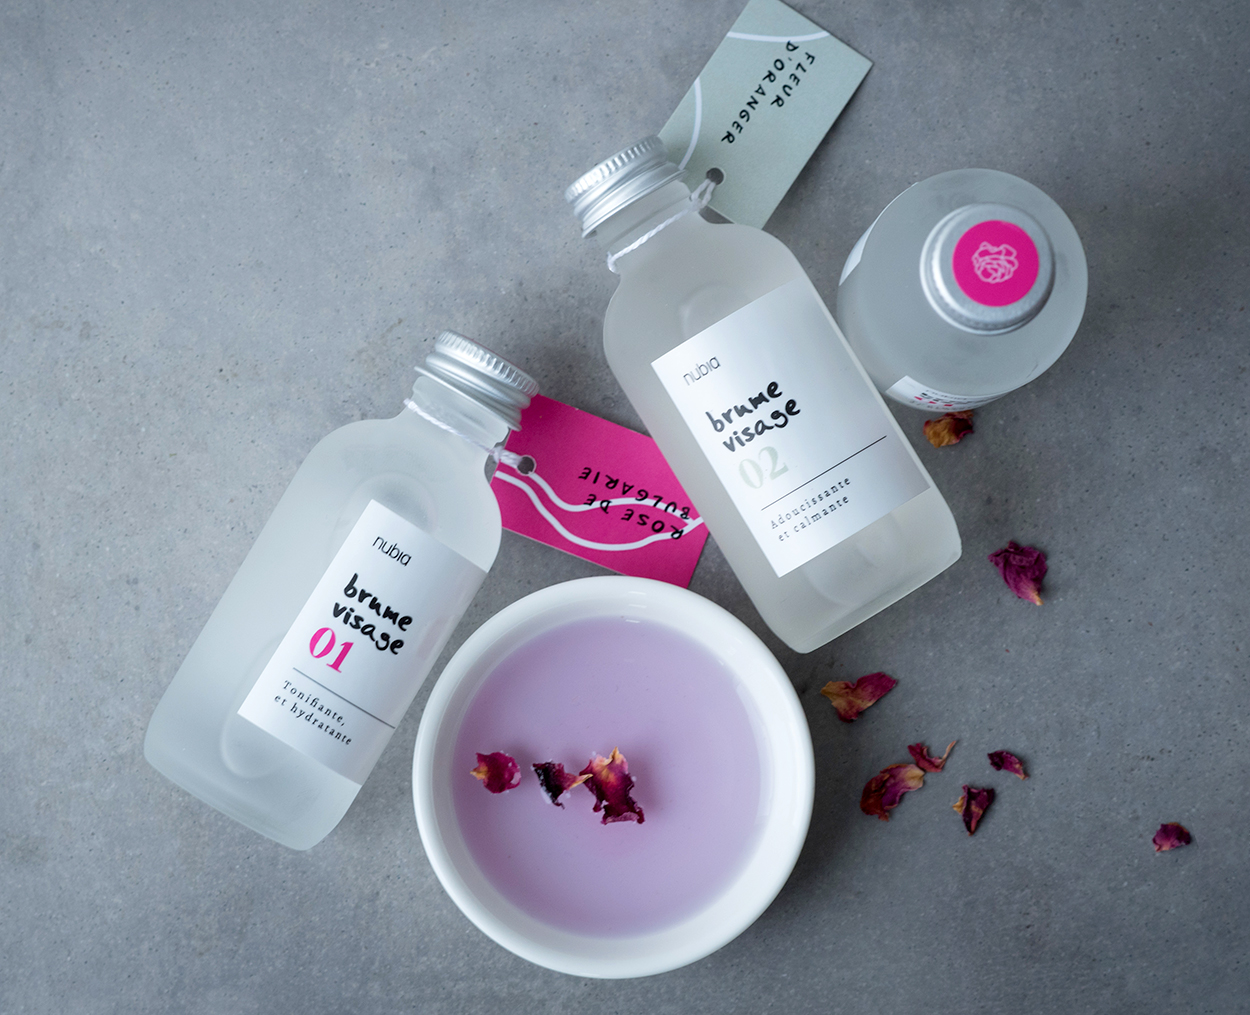 FLEUR
D'ORANGER
nubia
brume
visage
02
Adoucissante
et calmante
ROSE DE
BULGARIE
nubia
brume
visage
01
Tonifiante,
et hydratante